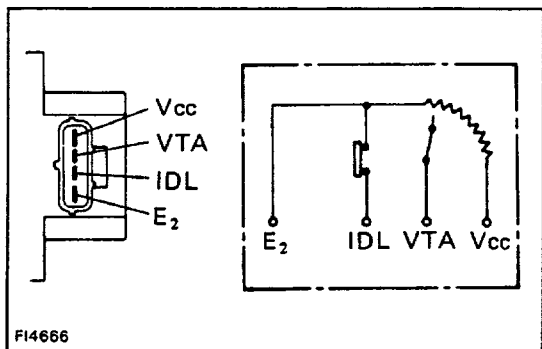 Vcc
VTA
IDL
E₂
E₂ IDL VTA Vcc
FI4666